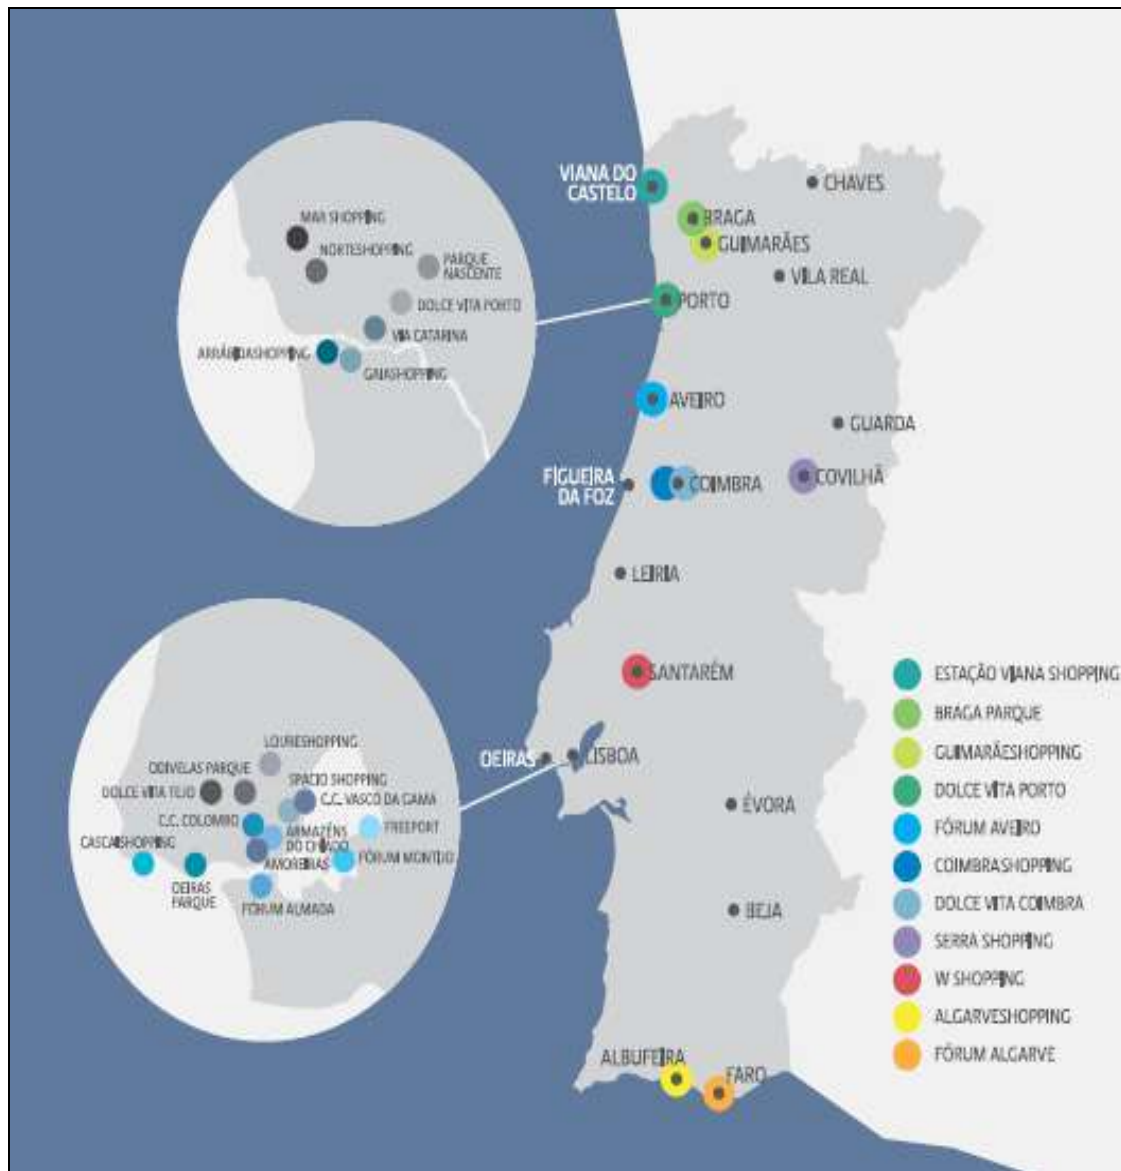 VIANA DO
CASTELO
CHAVES
BRAGA
GUIMARÃES
VILA REAL
PORTO
AVEIRO
GUARDA
FIGUEIRA
DA FOZ
COIMBRA
COVILHÃ
LEIRIA
SANTARÉM
OEIRAS
LISBOA
ÉVORA
BEJA
ALBUFEIRA
FARO
MAR SHOPPING
NORTESHOPPING
PARQUE
NASCENTE
DOLCE VITA PORTO
VIA CATARINA
ARRÁBIDASHOPPING
GAIASHOPPING
LOURESHOPPING
ODIVELAS PARQUE
SPACIO SHOPPING
DOLCE VITA TEJO
C.C. VASCO DA GAMA
C.C. COLOMBO
ARMAZÉNS
DO CHIADO
FREEPORT
CASCAISHOPPING
AMOREIRAS
FÓRUM MONTIJO
OEIRAS
PARQUE
FÓRUM ALMADA
ESTAÇÃO VIANA SHOPPING
BRAGA PARQUE
GUIMARÃESHOPPING
DOLCE VITA PORTO
FÓRUM AVEIRO
COIMBRASHOPPING
DOLCE VITA COIMBRA
SERRA SHOPPING
W SHOPPING
ALGARVESHOPPING
FÓRUM ALGARVE